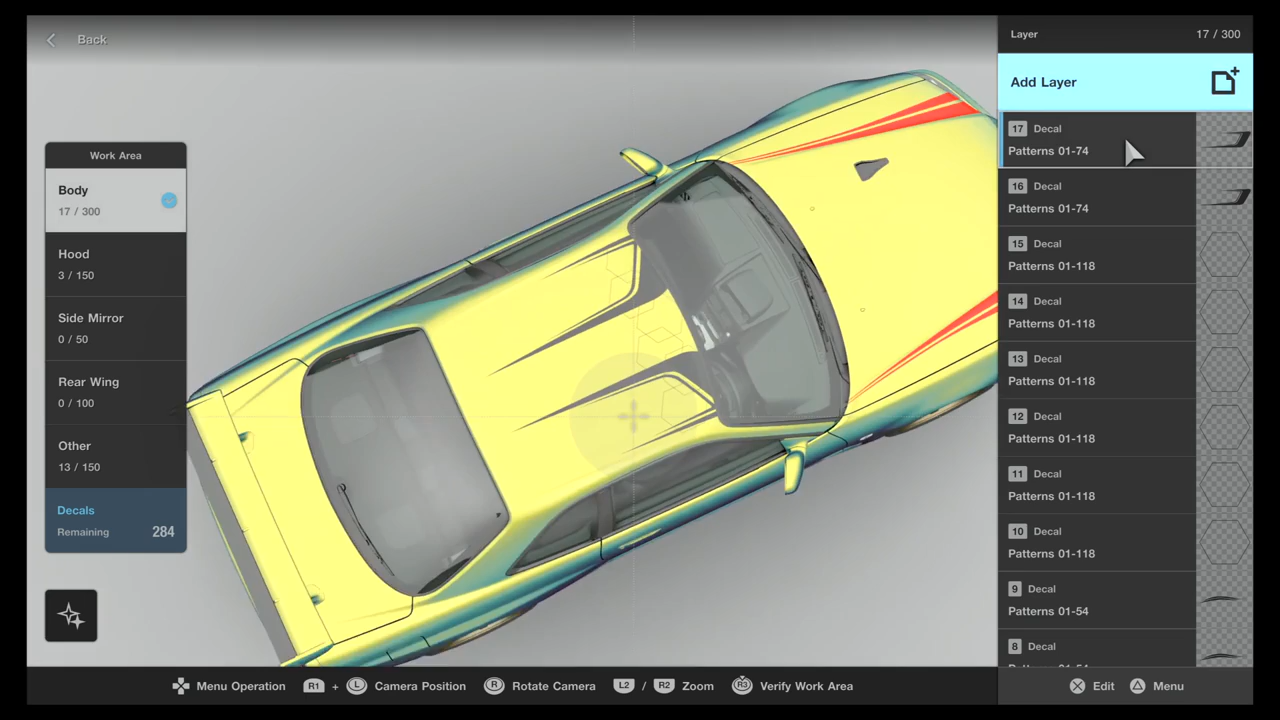 Back
Work Area
Body
17 / 300
Hood
3 / 150
Side Mirror
0 / 50
Rear Wing
0 / 100
Other
13 / 150
Decals
Remaining 284
Layer 17 / 300
Add Layer
17 Decal
Patterns 01-74
16 Decal
Patterns 01-74
15 Decal
Patterns 01-118
14 Decal
Patterns 01-118
13 Decal
Patterns 01-118
12 Decal
Patterns 01-118
11 Decal
Patterns 01-118
10 Decal
Patterns 01-118
9 Decal
Patterns 01-54
8 Decal
Patterns 01-54
Menu Operation R1 + L Camera Position R Rotate Camera L2 / R2 Zoom R3 Verify Work Area Edit Menu